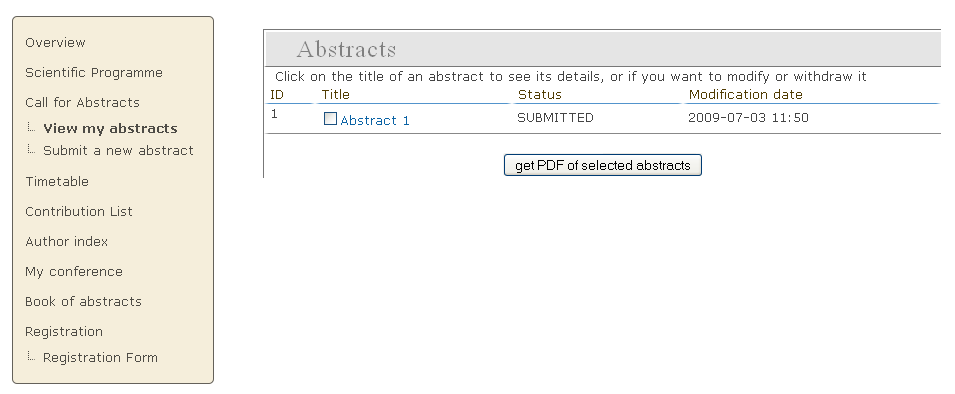 Overview
Scientific Programme
Call for Abstracts
View my abstracts
Submit a new abstract
Timetable
Contribution List
Author index
My conference
Book of abstracts
Registration
Registration Form
Abstracts
Click on the title of an abstract to see its details, or if you want to modify or withdraw it
ID Title Status Modification date
1 Abstract 1 SUBMITTED 2009-07-03 11:50
get PDF of selected abstracts